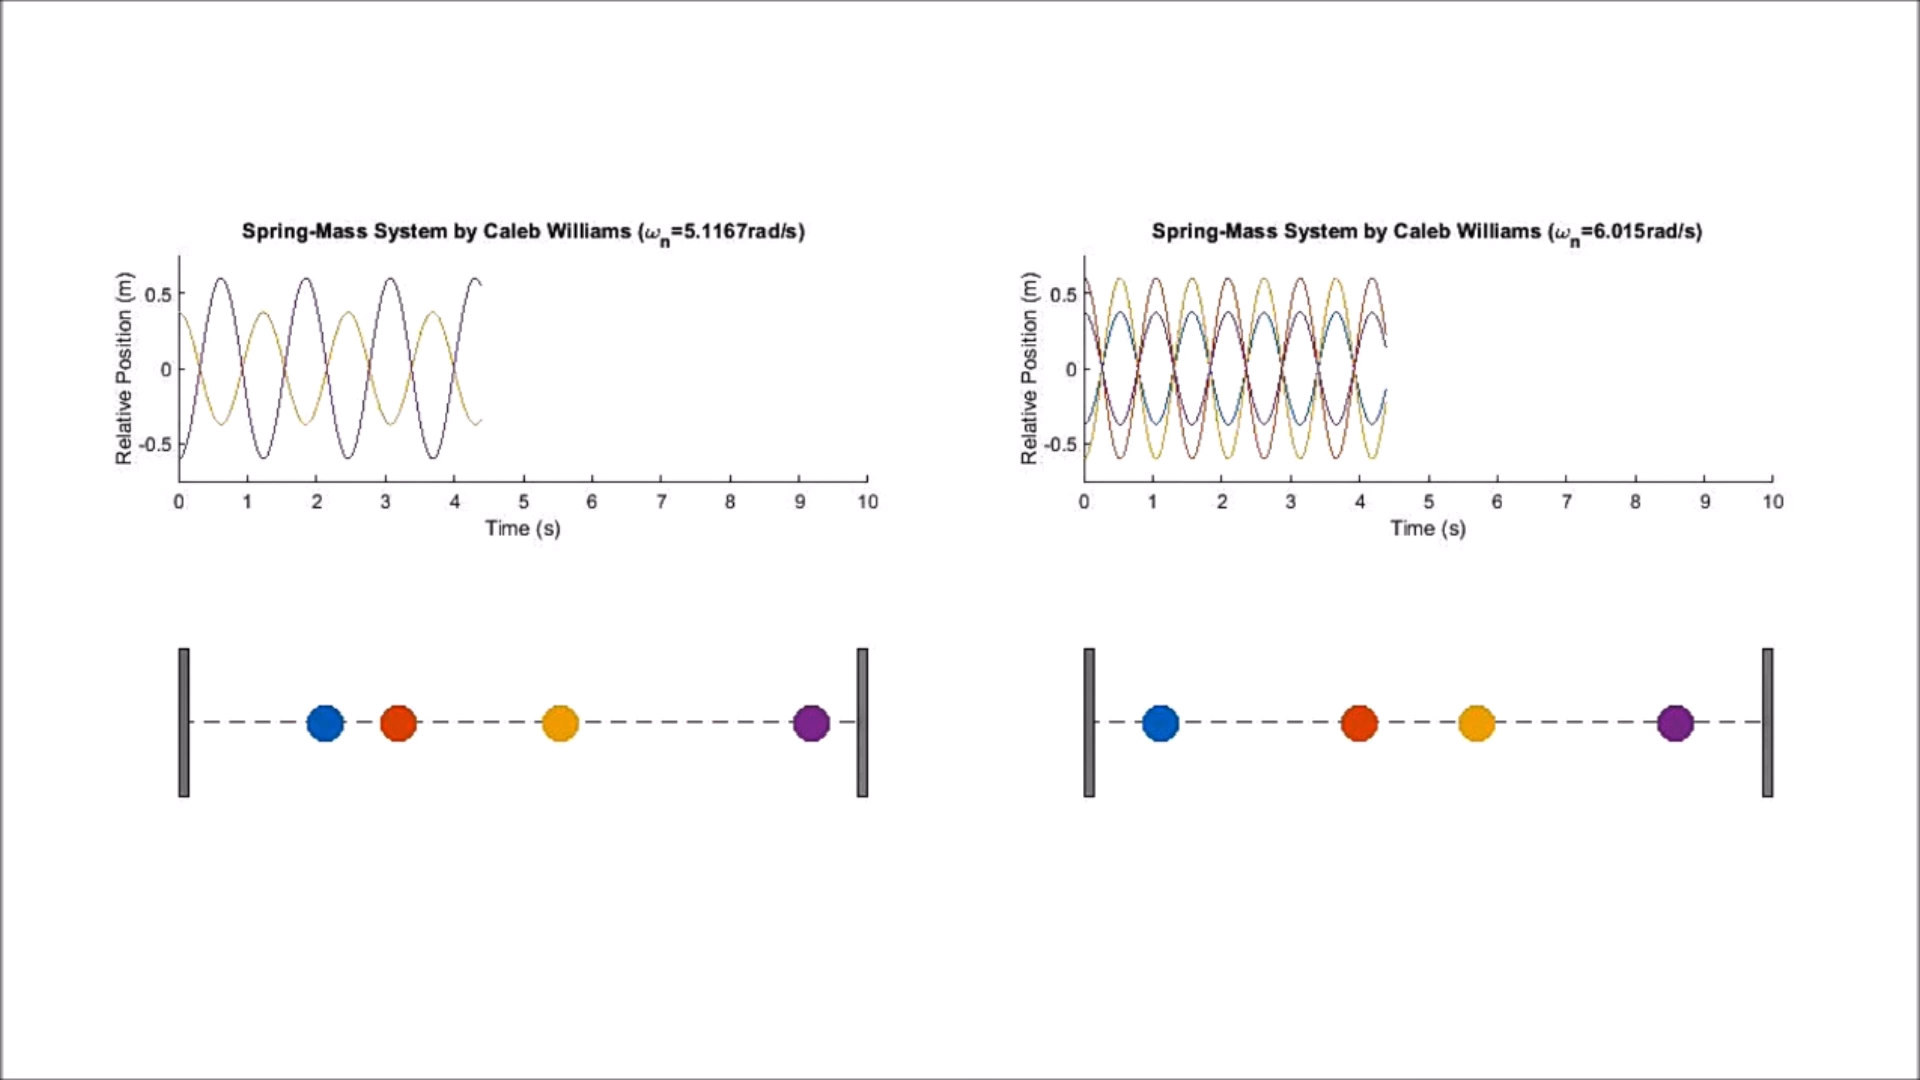 Spring-Mass System by Caleb Williams (ωn=5.1167rad/s)
Relative Position (m)
0.5
0
-0.5
0 1 2 3 4 5 6 7 8 9 10
Time (s)
Spring-Mass System by Caleb Williams (ωn=6.015rad/s)
Relative Position (m)
0.5
0
-0.5
0 1 2 3 4 5 6 7 8 9 10
Time (s)